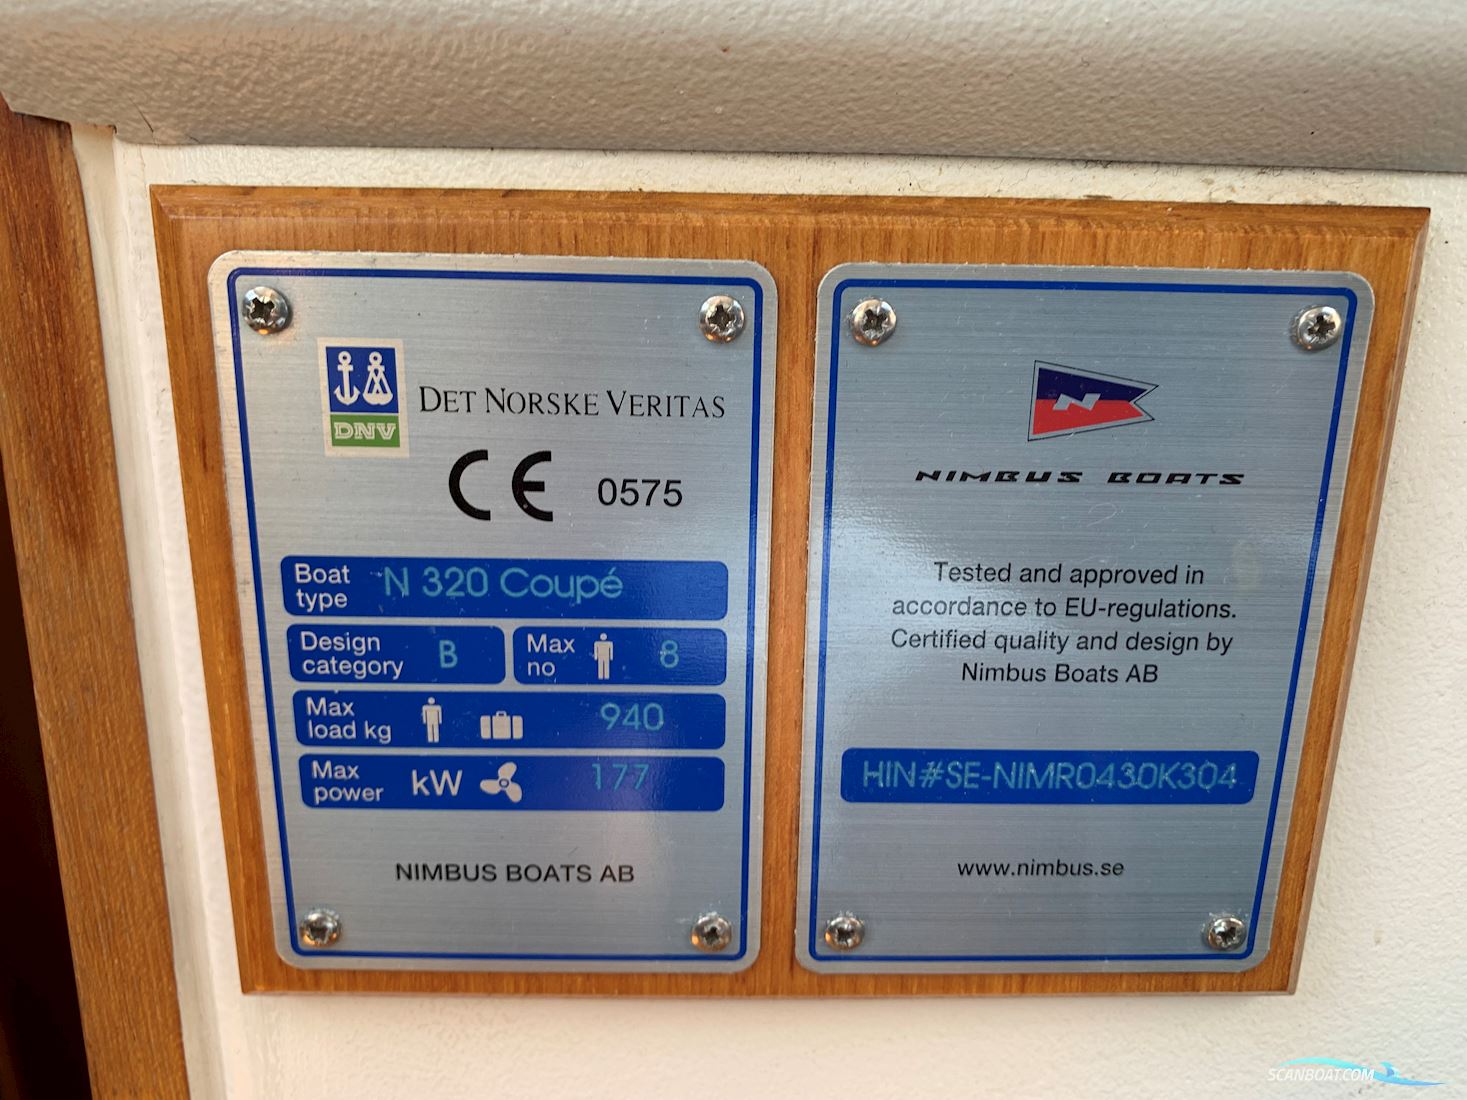 DNV
DET NORSKE VERITAS
CE 0575
Boat type N 320 Coupé
Design category B
Max no 8
Max load kg 940
Max power kW 177
NIMBUS BOATS AB
N
NIMBUS BOATS
Tested and approved in
accordance to EU-regulations.
Certified quality and design by
Nimbus Boats AB
HIN#SE-NIMR0430K304
www.nimbus.se
SCANBOAT.COM